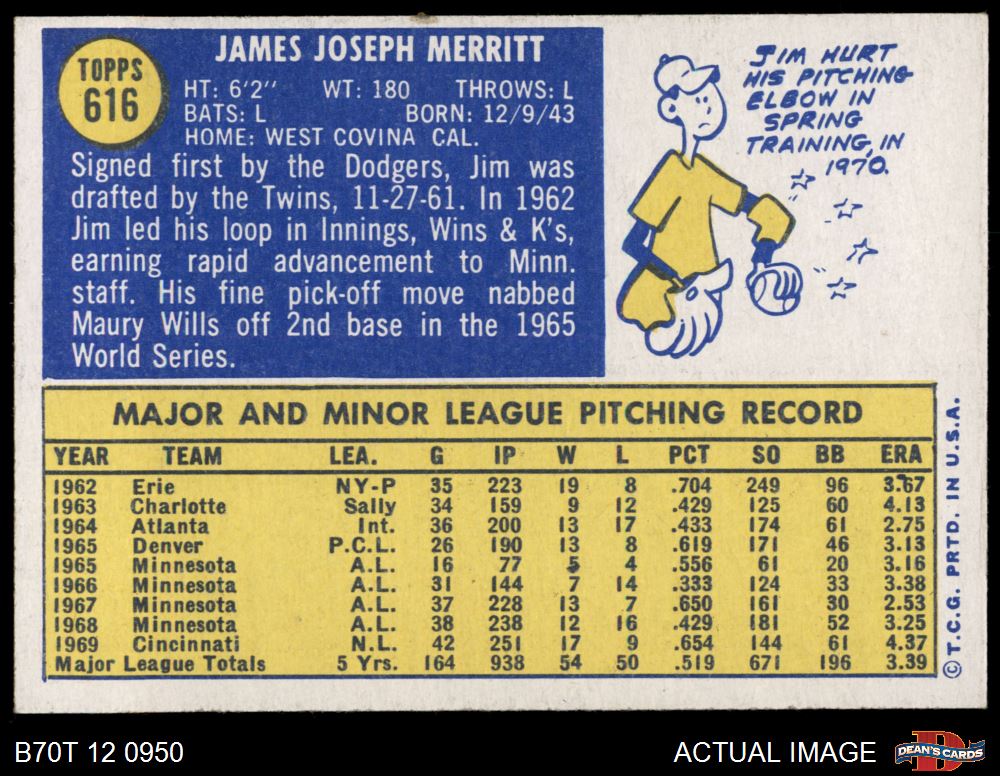 TOPPS
616
JAMES JOSEPH MERRITT
HT: 6'2" WT: 180 THROWS: L
BATS: L BORN: 12/9/43
HOME: WEST COVINA CAL.
Signed first by the Dodgers, Jim was
drafted by the Twins, 11-27-61. In 1962
Jim led his loop in Innings, Wins & K's,
earning rapid advancement to Minn.
staff. His fine pick-off move nabbed
Maury Wills off 2nd base in the 1965
World Series.
JIM HURT
HIS PITCHING
ELBOW IN
SPRING
TRAINING, IN
1970.
MAJOR AND MINOR LEAGUE PITCHING RECORD
YEAR TEAM LEA. G IP W L PCT SO BB ERA
1962 Erie NY-P 35 223 19 8 .704 249 96 3.67
1963 Charlotte Sally 34 159 9 12 .429 125 60 4.13
1964 Atlanta Int. 36 200 13 17 .433 174 61 2.75
1965 Denver P.C.L. 26 190 13 8 .619 171 46 3.13
1965 Minnesota A.L. 16 77 5 4 .556 61 20 3.16
1966 Minnesota A.L. 31 144 7 14 .333 124 33 3.38
1967 Minnesota A.L. 37 228 13 7 .650 161 30 2.53
1968 Minnesota A.L. 38 238 12 16 .429 181 52 3.25
1969 Cincinnati N.L. 42 251 17 9 .654 144 61 4.37
Major League Totals 5 Yrs. 164 938 54 50 .519 671 196 3.39
© T.C.G. PRTD. IN U.S.A.
B70T 12 0950
ACTUAL IMAGE
DEAN'S CARDS